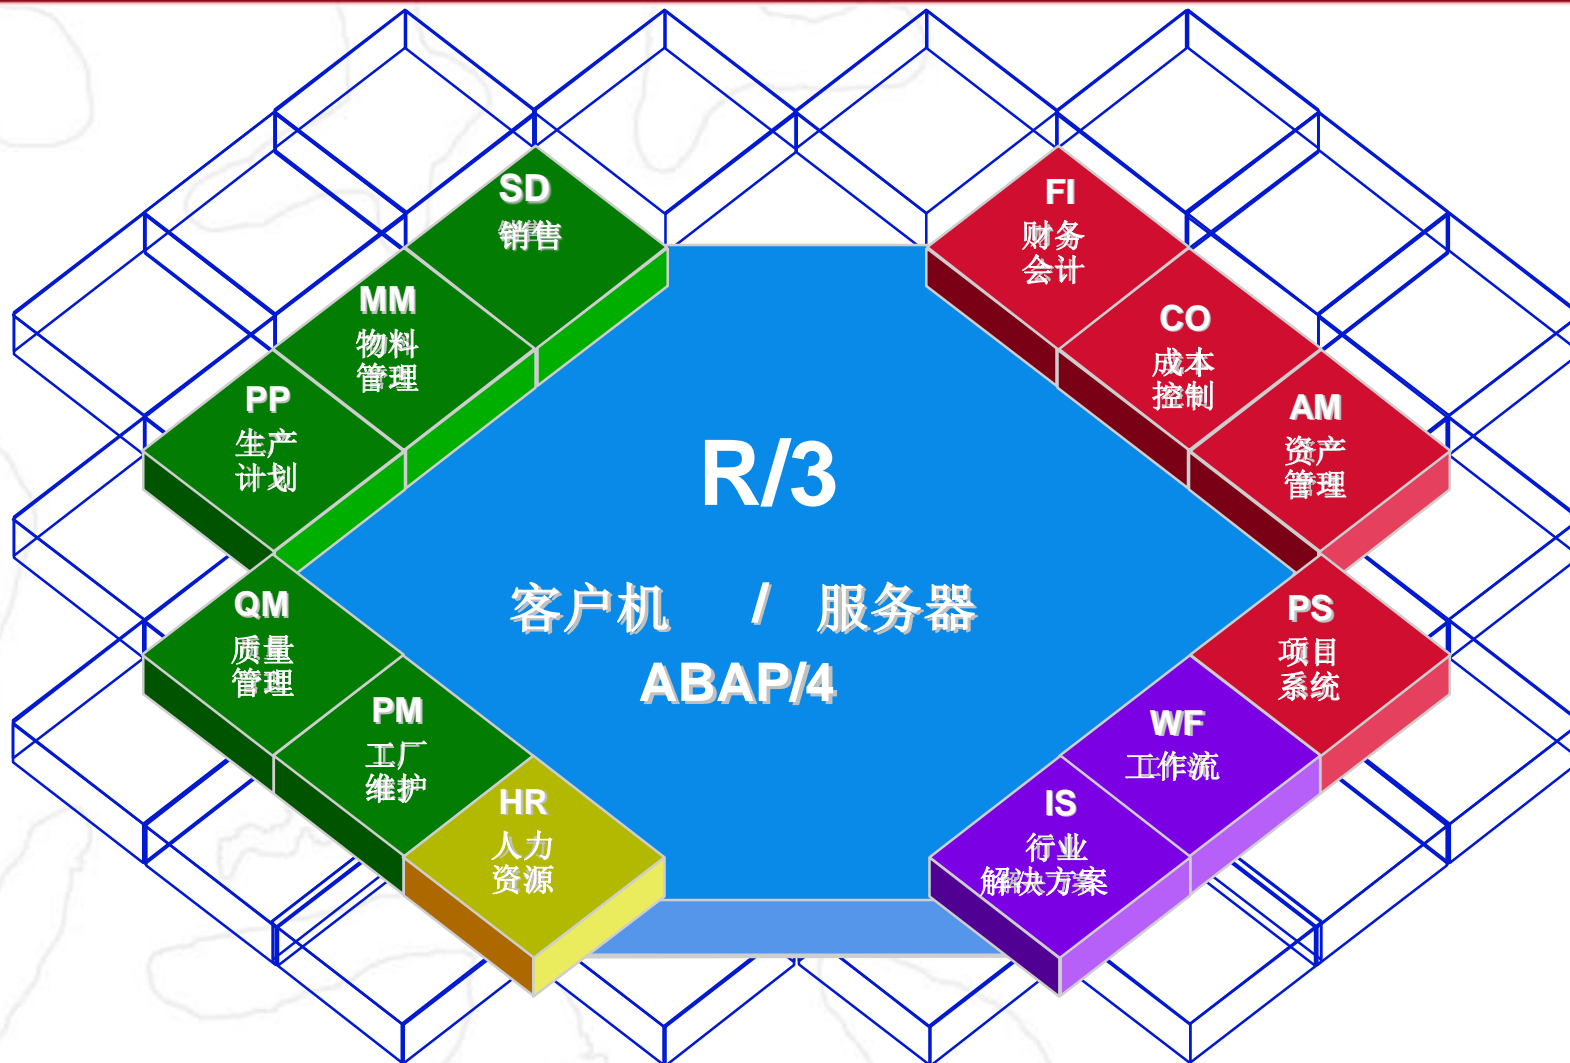 SD
销售
MM
物料
管理
PP
生产
计划
QM
质量
管理
PM
工厂
维护
HR
人力
资源
R/3
客户机 / 服务器
ABAP/4
FI
财务
会计
CO
成本
控制
AM
资产
管理
PS
项目
系统
WF
工作流
IS
行业
解决方案